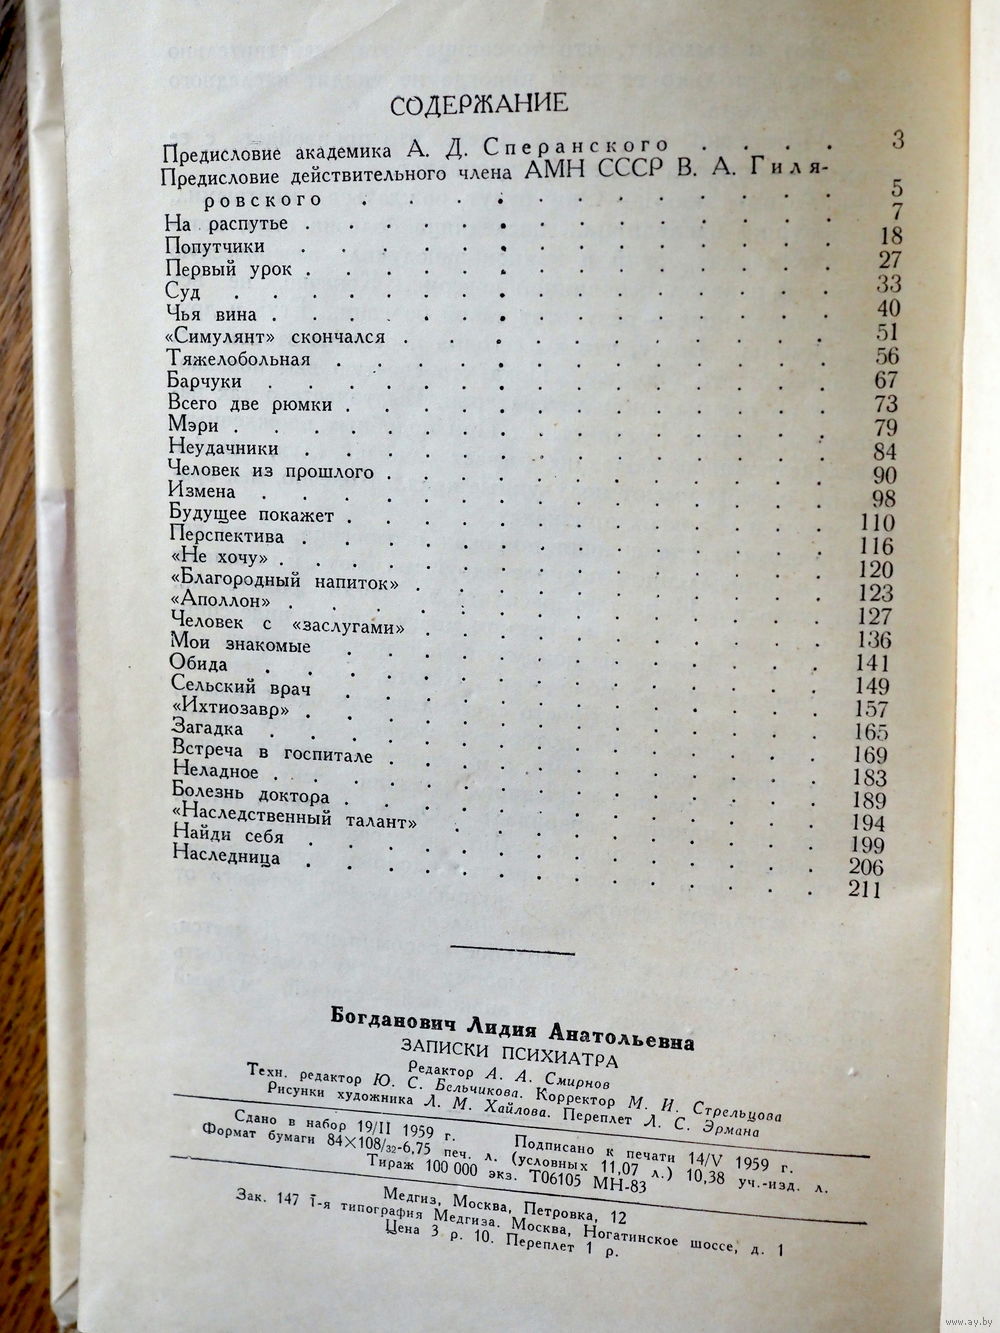 СОДЕРЖАНИЕ
Предисловие академика А. Д. Сперанского . . . . 3
Предисловие действительного члена АМН СССР В. А. Гиля-
ровского . . . . . . . . . . . 5
На распутье . . . . . . . . . . . 7
Попутчики . . . . . . . . . . . 18
Первый урок . . . . . . . . . . . 27
Суд . . . . . . . . . . . . . 33
Чья вина . . . . . . . . . . . . 40
«Симулянт» скончался . . . . . . . . . 51
Тяжелобольная . . . . . . . . . . 56
Барчуки . . . . . . . . . . . . 67
Всего две рюмки . . . . . . . . . . 73
Мэри . . . . . . . . . . . . . 79
Неудачники . . . . . . . . . . . 84
Человек из прошлого . . . . . . . . . 90
Измена . . . . . . . . . . . . 98
Будущее покажет . . . . . . . . . . 110
Перспектива . . . . . . . . . . . 116
«Не хочу» . . . . . . . . . . . . 120
«Благородный напиток» . . . . . . . . . 123
«Аполлон» . . . . . . . . . . . . 127
Человек с «заслугами» . . . . . . . . . 136
Мои знакомые . . . . . . . . . . 141
Обида . . . . . . . . . . . . 149
Сельский врач . . . . . . . . . . 157
«Ихтиозавр» . . . . . . . . . . . 165
Загадка . . . . . . . . . . . . 169
Встреча в госпитале . . . . . . . . . 183
Неладное . . . . . . . . . . . . 189
Болезнь доктора . . . . . . . . . . 194
«Наследственный талант» . . . . . . . . 199
Найди себя . . . . . . . . . . . 206
Наследница . . . . . . . . . . . 211
Богданович Лидия Анатольевна
ЗАПИСКИ ПСИХИАТРА
Редактор А. А. Смирнов
Техн. редактор Ю. С. Бельчикова. Корректор М. И. Стрельцова
Рисунки художника Л. М. Хайлова. Переплет Л. С. Эрмана
Сдано в набор 19/II 1959 г. Подписано к печати 14/V 1959 г.
Формат бумаги 84×108/32-6,75 печ. л. (условных 11,07 л.) 10,38 уч.-изд. л.
Тираж 100 000 экз. Т06105 МН-83
Медгиз, Москва, Петровка, 12
Зак. 147 1-я типография Медгиза. Москва, Ногатинское шоссе, д. 1
Цена 3 р. 10. Переплет 1 р.
www.ay.by